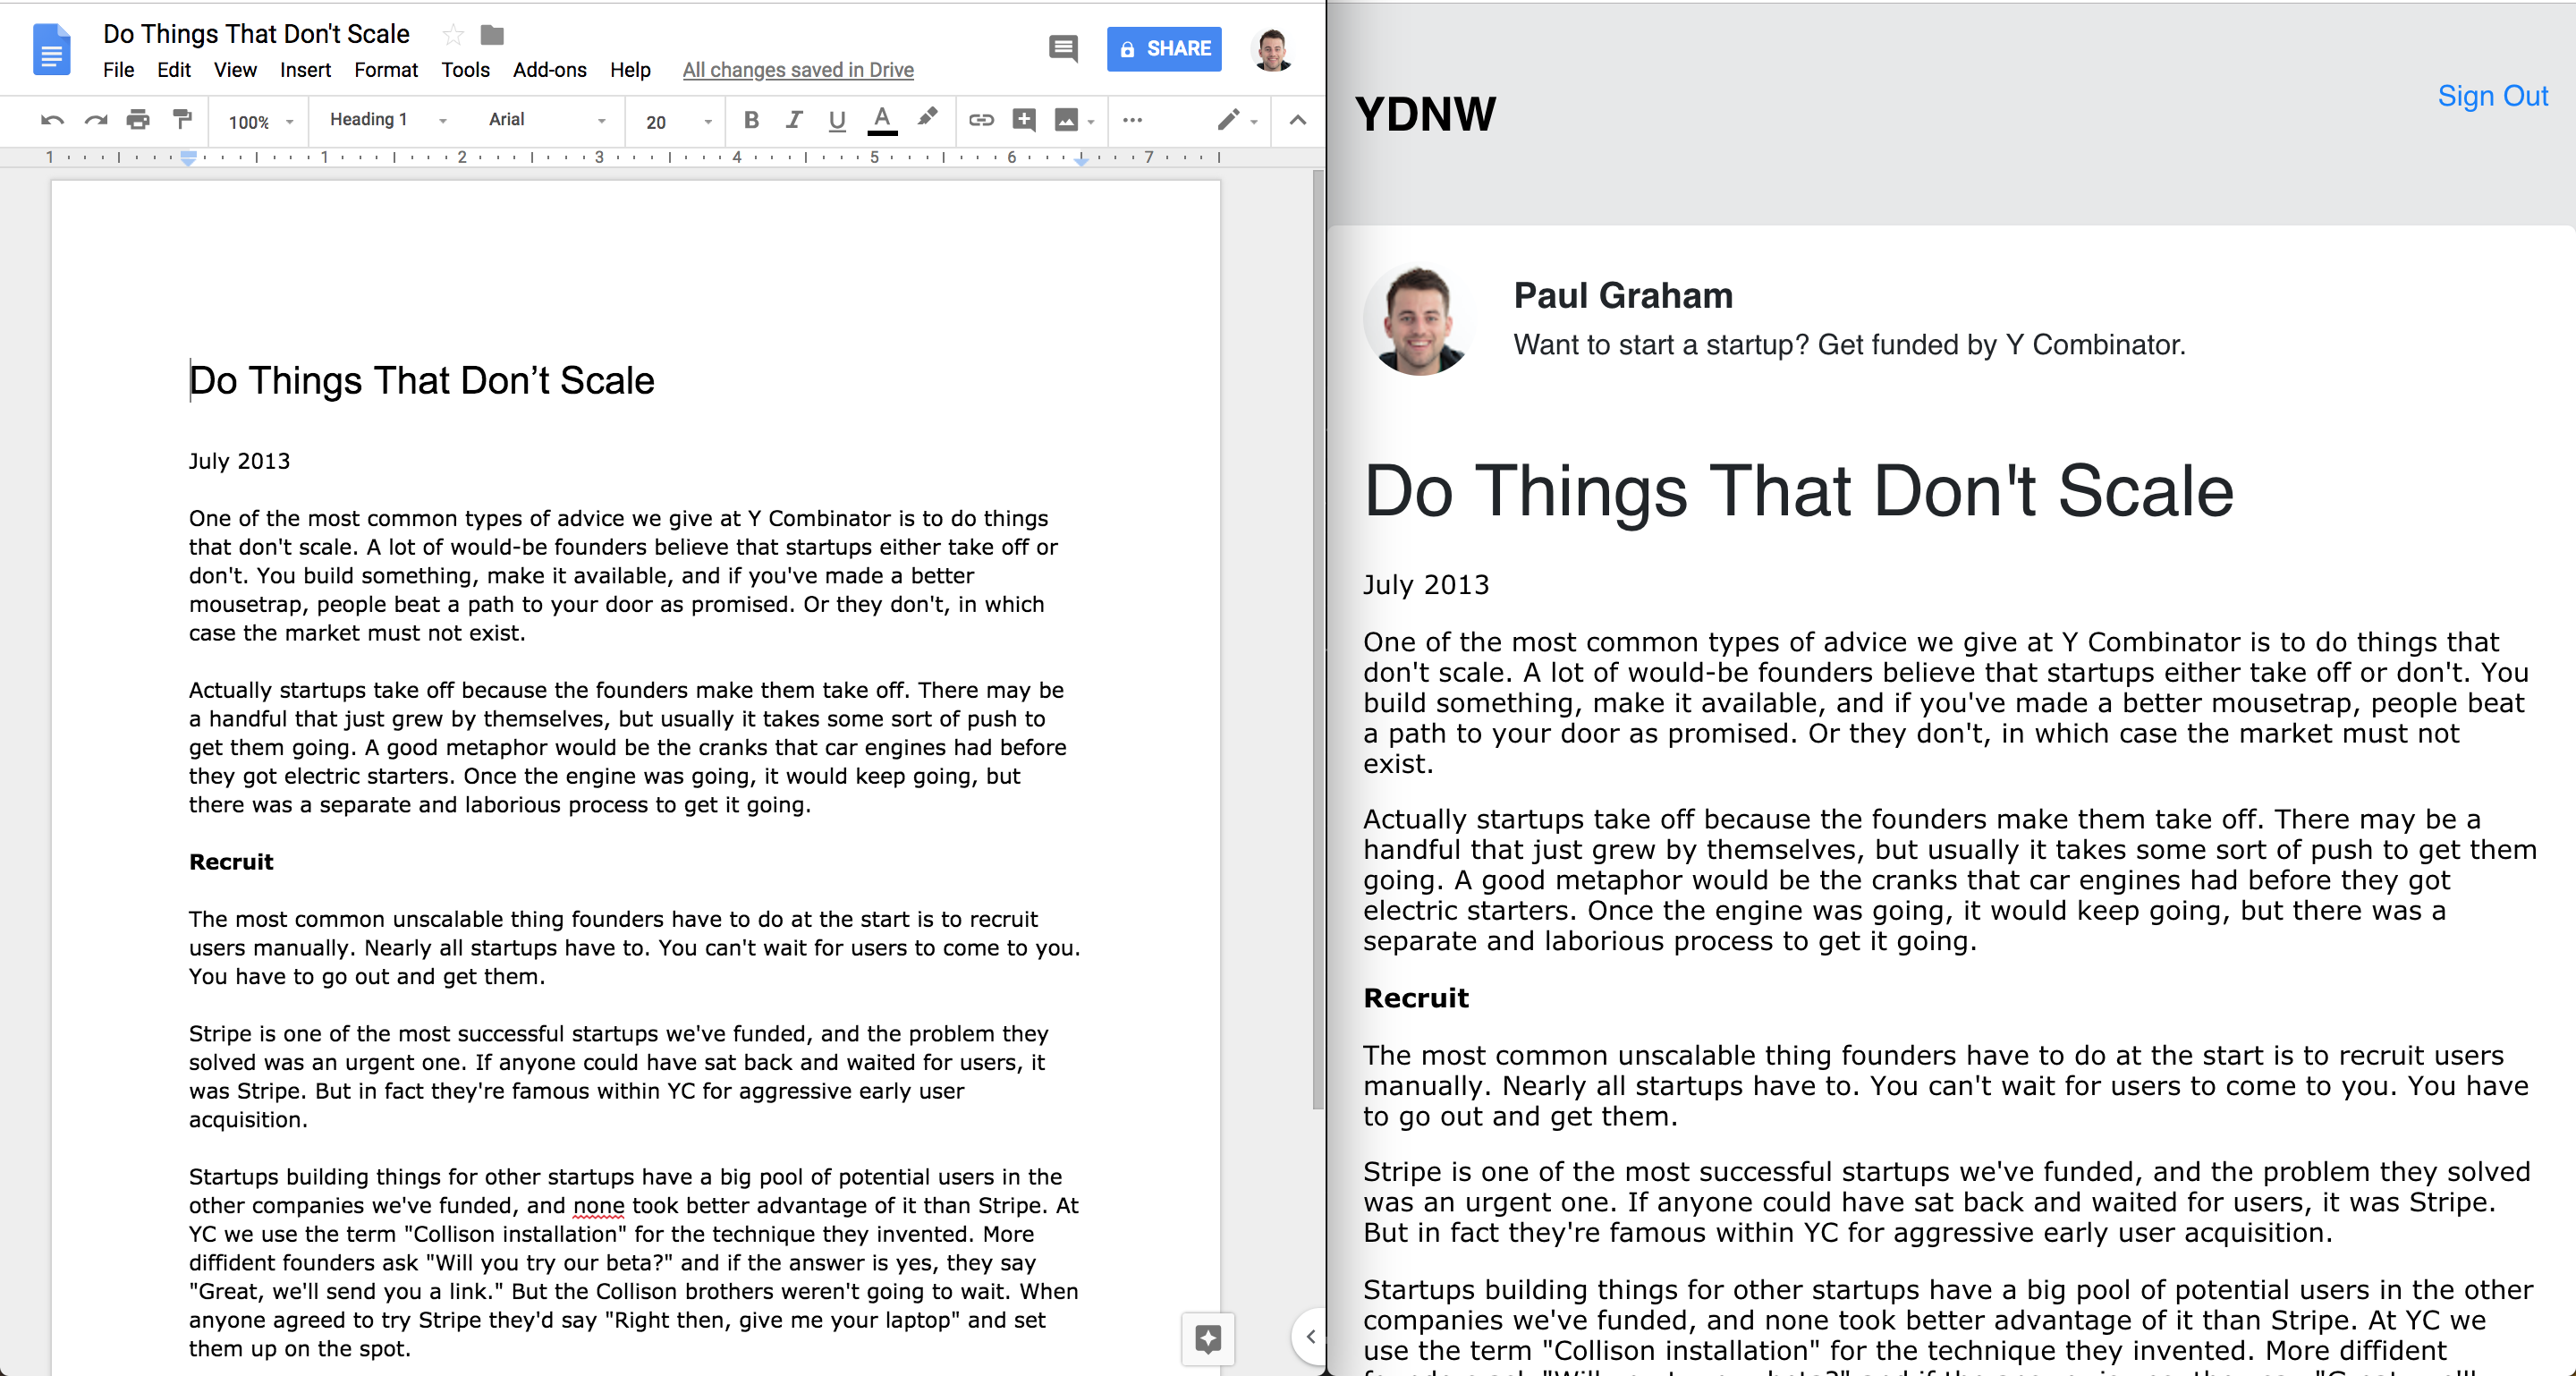 Do Things That Don't Scale
File Edit View Insert Format Tools Add-ons Help All changes saved in Drive
SHARE
100% Heading 1 Arial 20 B I U A
1 1 2 3 4 5 6 7
Do Things That Don’t Scale
July 2013
One of the most common types of advice we give at Y Combinator is to do things
that don't scale. A lot of would-be founders believe that startups either take off or
don't. You build something, make it available, and if you've made a better
mousetrap, people beat a path to your door as promised. Or they don't, in which
case the market must not exist.
Actually startups take off because the founders make them take off. There may be
a handful that just grew by themselves, but usually it takes some sort of push to
get them going. A good metaphor would be the cranks that car engines had before
they got electric starters. Once the engine was going, it would keep going, but
there was a separate and laborious process to get it going.
Recruit
The most common unscalable thing founders have to do at the start is to recruit
users manually. Nearly all startups have to. You can't wait for users to come to you.
You have to go out and get them.
Stripe is one of the most successful startups we've funded, and the problem they
solved was an urgent one. If anyone could have sat back and waited for users, it
was Stripe. But in fact they're famous within YC for aggressive early user
acquisition.
Startups building things for other startups have a big pool of potential users in the
other companies we've funded, and none took better advantage of it than Stripe. At
YC we use the term "Collison installation" for the technique they invented. More
diffident founders ask "Will you try our beta?" and if the answer is yes, they say
"Great, we'll send you a link." But the Collison brothers weren't going to wait. When
anyone agreed to try Stripe they'd say "Right then, give me your laptop" and set
them up on the spot.
YDNW
Sign Out
Paul Graham
Want to start a startup? Get funded by Y Combinator.
Do Things That Don't Scale
July 2013
One of the most common types of advice we give at Y Combinator is to do things that
don't scale. A lot of would-be founders believe that startups either take off or don't. You
build something, make it available, and if you've made a better mousetrap, people beat
a path to your door as promised. Or they don't, in which case the market must not
exist.
Actually startups take off because the founders make them take off. There may be a
handful that just grew by themselves, but usually it takes some sort of push to get them
going. A good metaphor would be the cranks that car engines had before they got
electric starters. Once the engine was going, it would keep going, but there was a
separate and laborious process to get it going.
Recruit
The most common unscalable thing founders have to do at the start is to recruit users
manually. Nearly all startups have to. You can't wait for users to come to you. You have
to go out and get them.
Stripe is one of the most successful startups we've funded, and the problem they solved
was an urgent one. If anyone could have sat back and waited for users, it was Stripe.
But in fact they're famous within YC for aggressive early user acquisition.
Startups building things for other startups have a big pool of potential users in the other
companies we've funded, and none took better advantage of it than Stripe. At YC we
use the term "Collison installation" for the technique they invented. More diffident